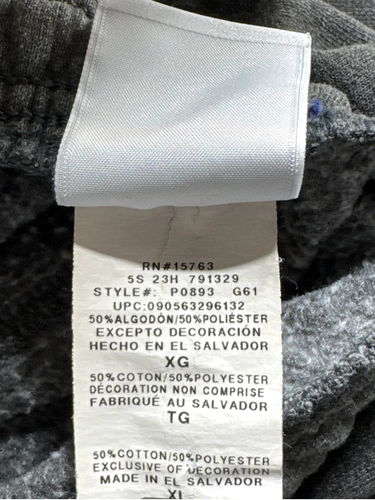 RN#15763
5S 23H 791329
STYLE#: P0893 G61
UPC:090563296132
50%ALGODÓN/50%POLIÉSTER
EXCEPTO DECORACIÓN
HECHO EN EL SALVADOR
XG
50%COTON/50%POLYESTER
DÉCORATION NON COMPRISE
FABRIQUÉ AU SALVADOR
TG
50%COTTON/50%POLYESTER
EXCLUSIVE OF DECORATION
MADE IN EL SALVADOR
XL